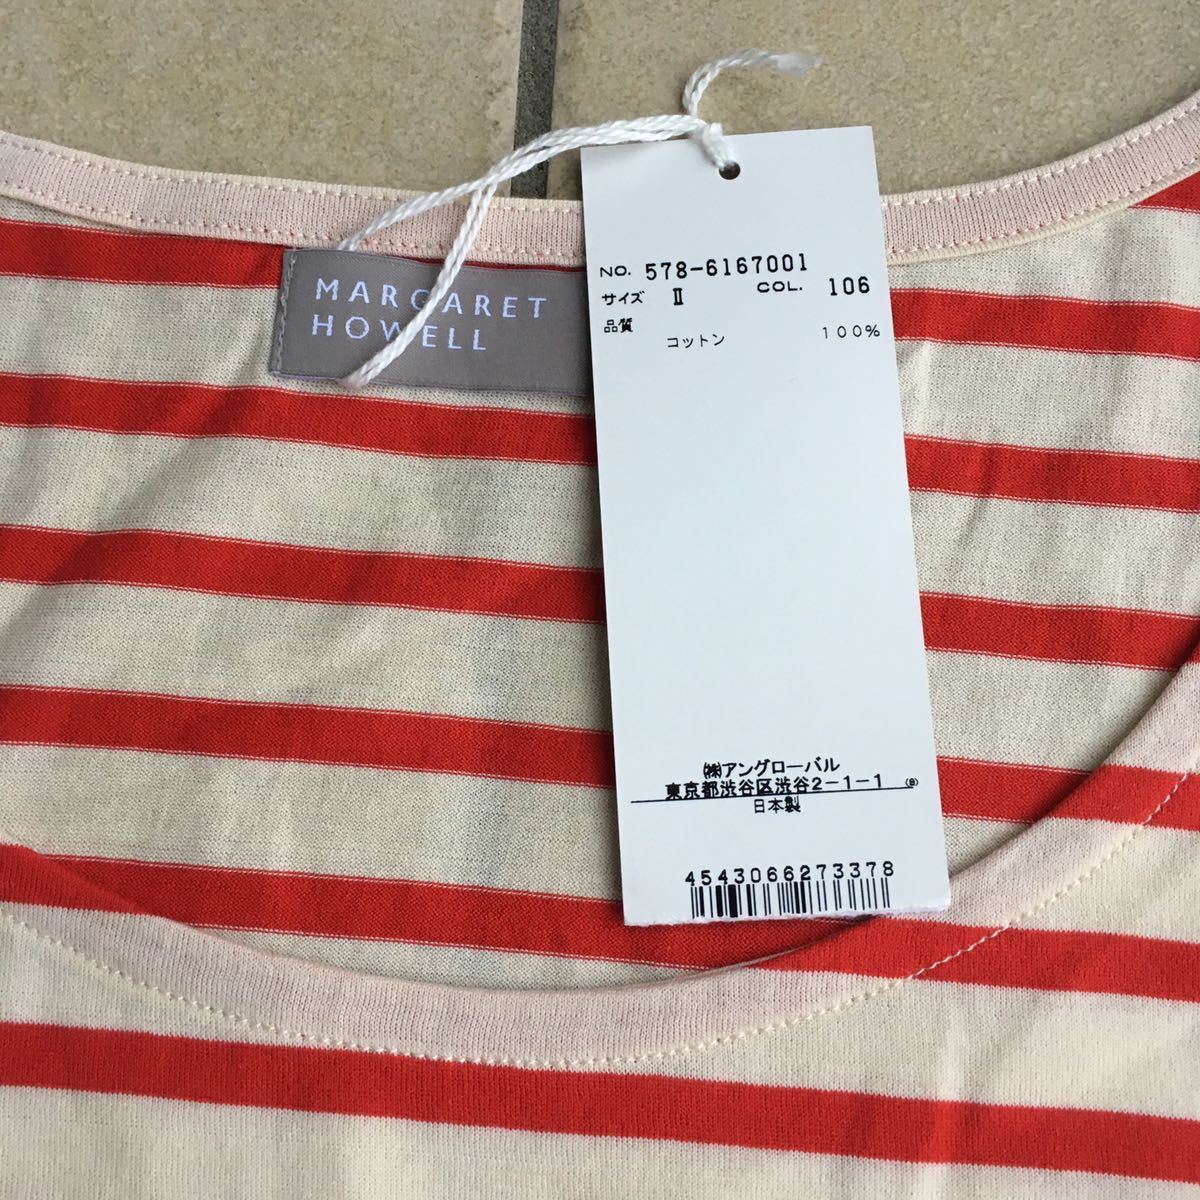 MARGARET
HOWELL
NO. 578-6167001
サイズ II COL. 106
品質
コットン 100%
㈱アングローバル
東京都渋谷区渋谷2-1-1 (8)
日本製
4543066273378